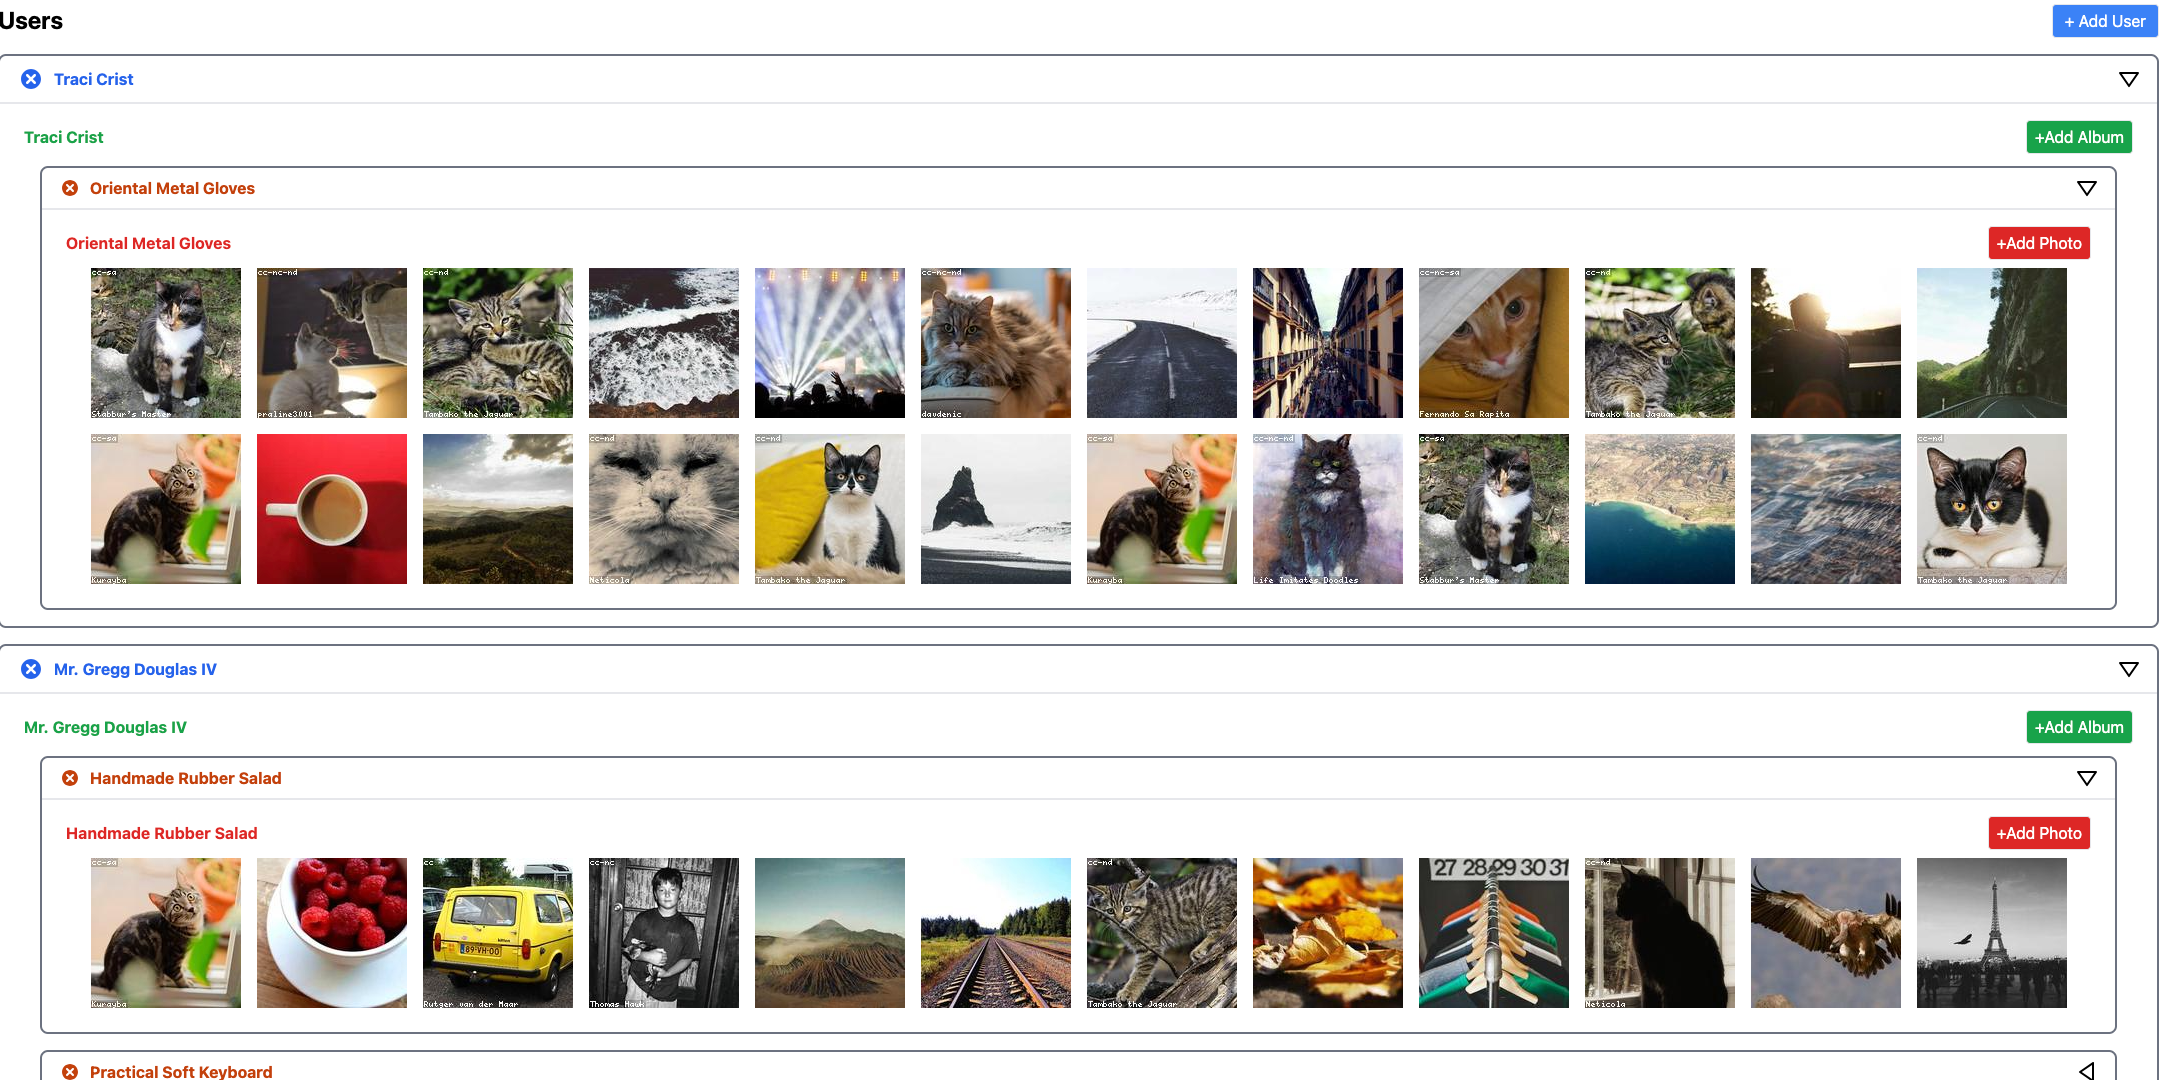 Users
+ Add User
Traci Crist
Traci Crist
+Add Album
Oriental Metal Gloves
Oriental Metal Gloves
+Add Photo
cc-sa
cc-nc-nd
cc-nd
cc-nc-nd
cc-nc-sa
cc-nd
Stabbur's Master
praline3001
Tambako the Jaguar
davdenic
Fernando Sa Rapita
Tambako the Jaguar
cc-sa
cc-nd
cc-nd
cc-sa
cc-nc-nd
cc-sa
cc-nd
Kurayba
Neticola
Tambako the Jaguar
Kurayba
Life Imitates Doodles
Stabbur's Master
Tambako the Jaguar
Mr. Gregg Douglas IV
Mr. Gregg Douglas IV
+Add Album
Handmade Rubber Salad
Handmade Rubber Salad
+Add Photo
cc-sa
cc
cc-nc
cc-nd
27 28 29 30 31
cc-nd
89-VH-00
Kurayba
Rutger van der Maar
Thomas Hawk
Tambako the Jaguar
Neticola
Practical Soft Keyboard